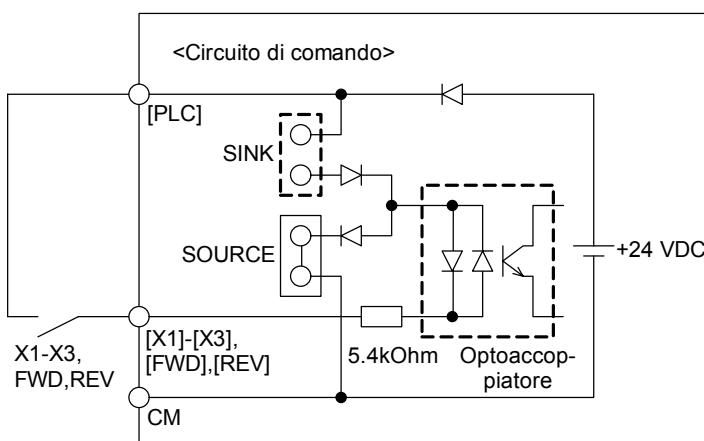 <Circuito di comando>
[PLC]
SINK
SOURCE
+24 VDC
X1-X3,
FWD,REV
[X1]-[X3],
[FWD],[REV]
5.4kOhm
Optoaccop-
piatore
CM